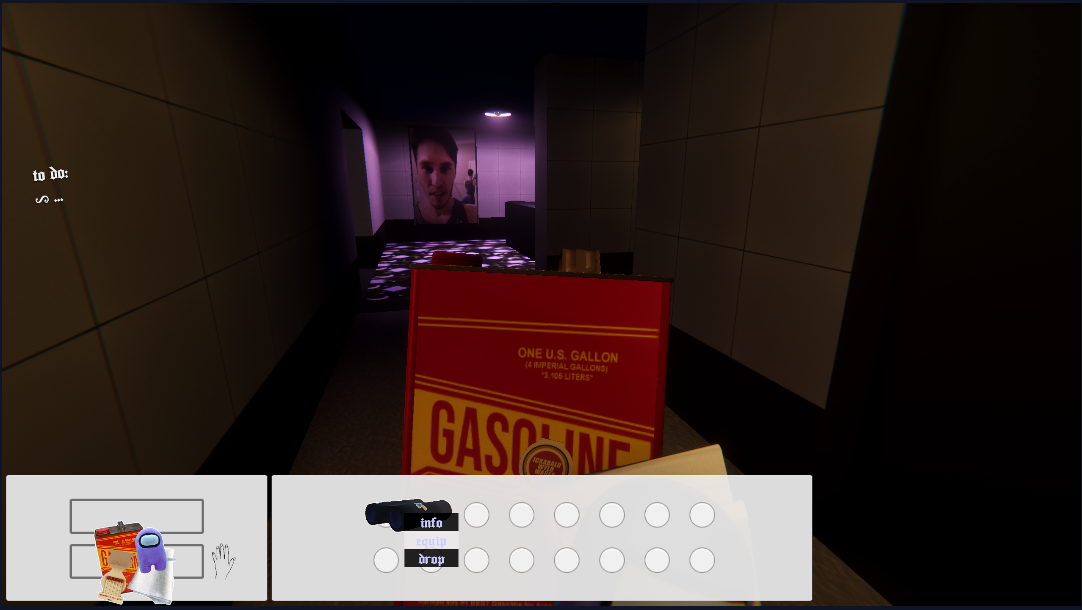 to do:
ONE U.S. GALLON
(4 IMPERIAL GALLONS)
GASOLINE
info
equip
drop